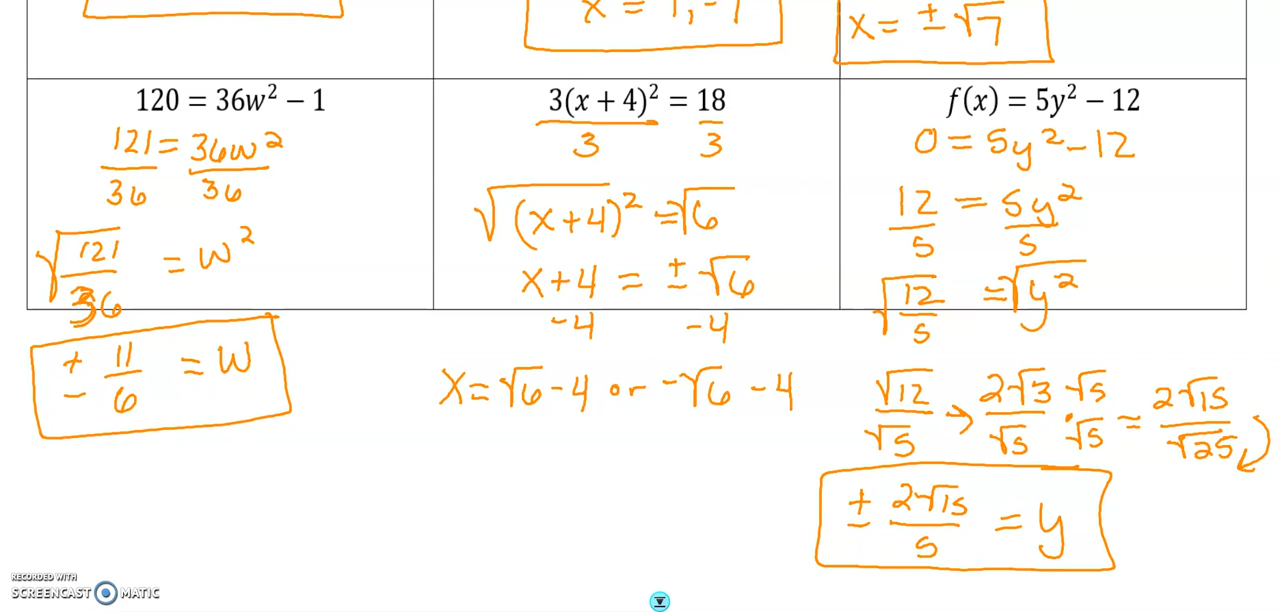 x = 7, -7
x = ± √7
120 = 36w² − 1
121 = 36w²
36 36
√121/36 = w²
± 11/6 = w
3(x + 4)² = 18
3 3
√(x+4)² = √6
x+4 = ± √6
-4 -4
x = √6 - 4 or -√6 - 4
f(x) = 5y² − 12
0 = 5y² - 12
12 = 5y²
5 5
√12/5 = √y²
√12/√5 → 2√3/√5 · √5/√5 = 2√15/√25
± 2√15/5 = y
RECORDED WITH
SCREENCAST MATIC